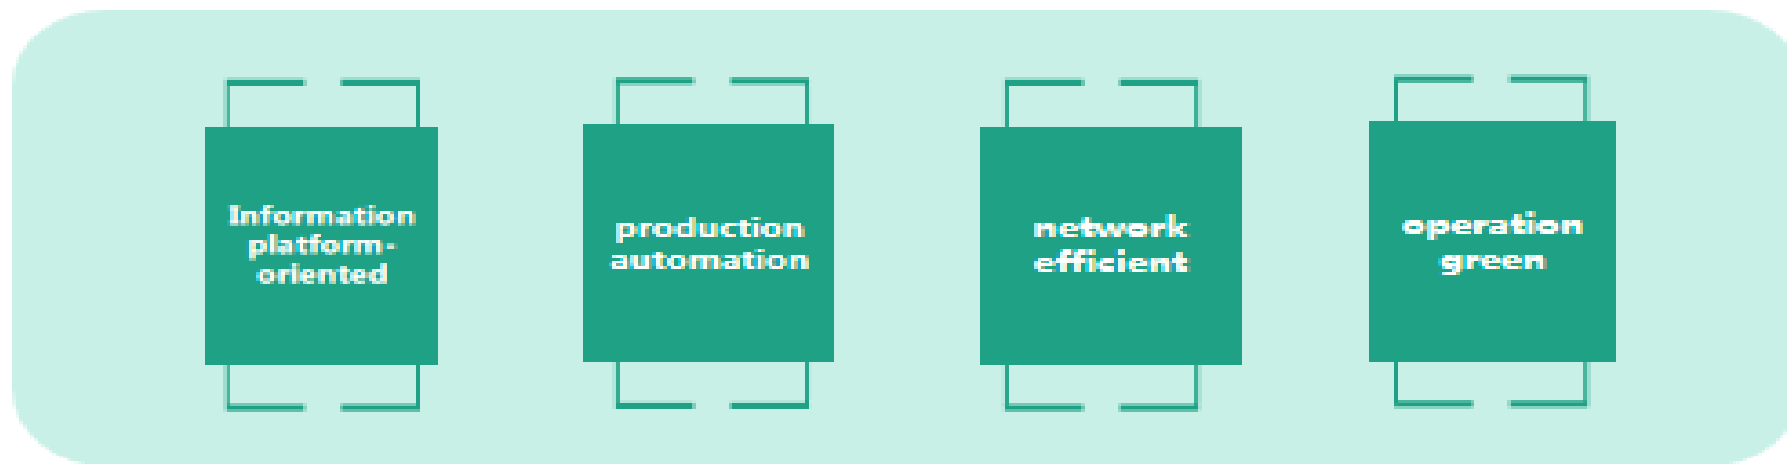 Information
platform-
oriented
production
automation
network
efficient
operation
green